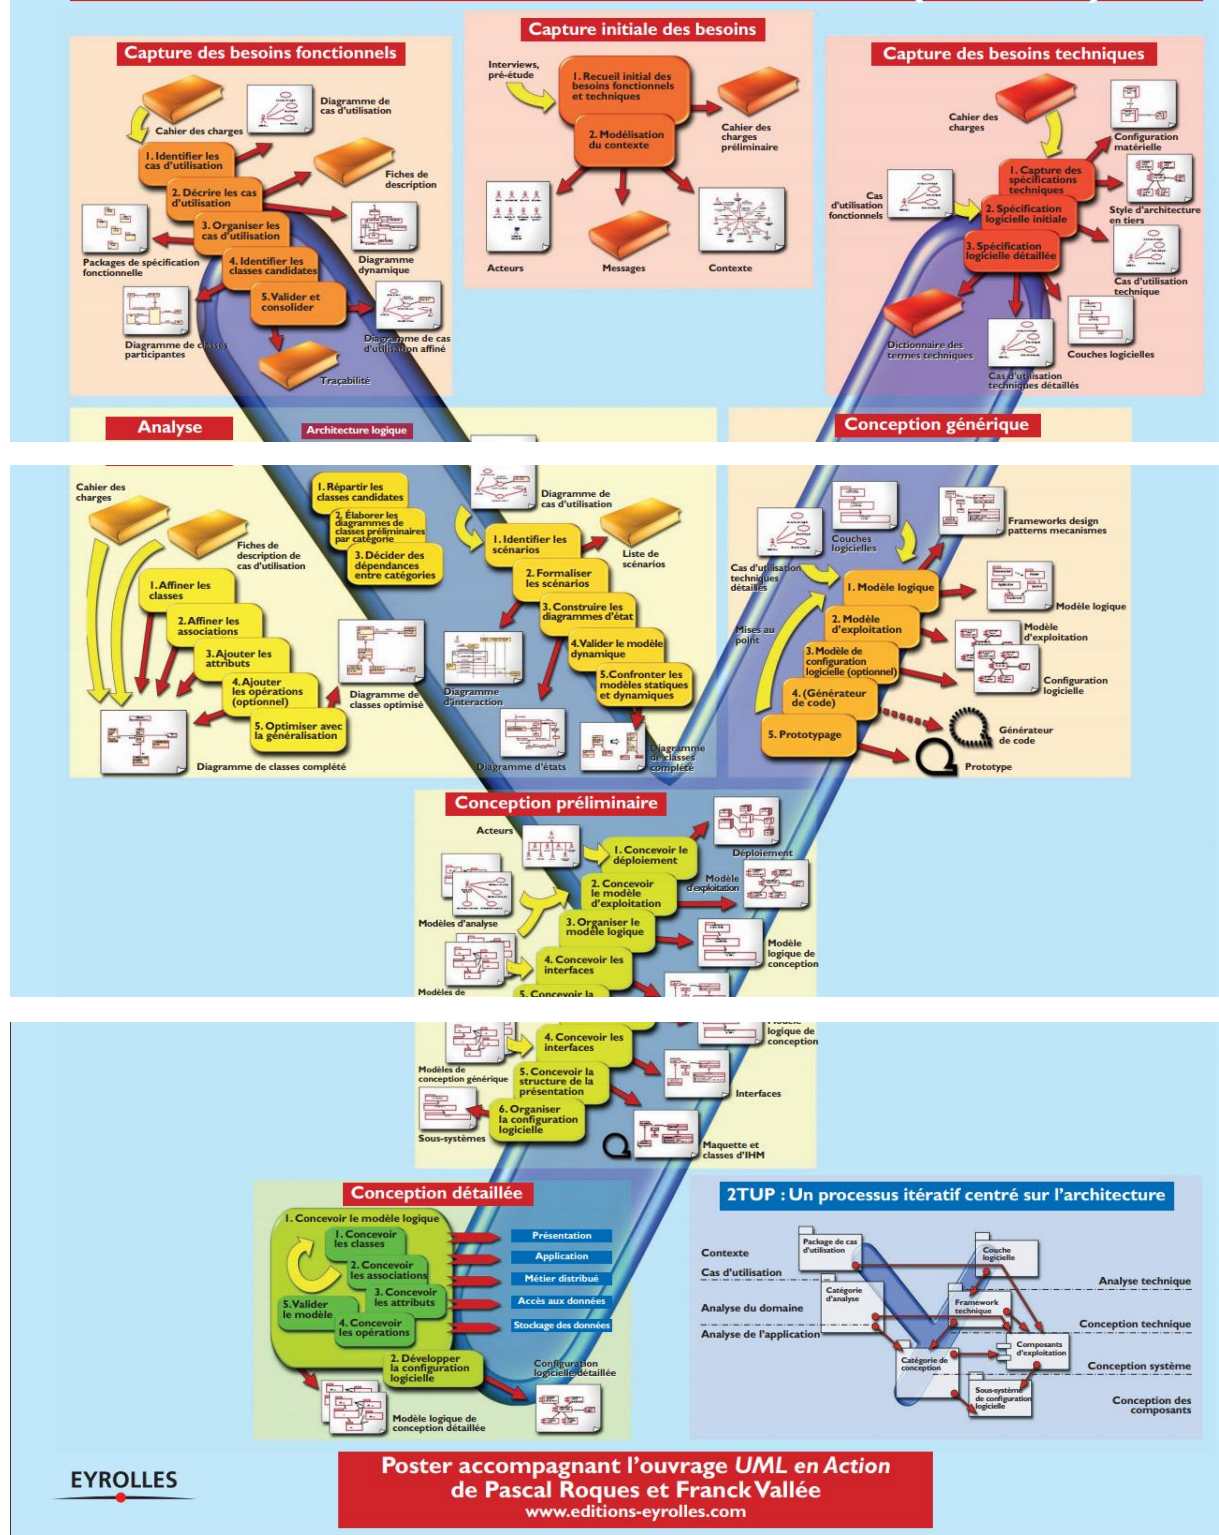 Capture initiale des besoins
Interviews,
pré-étude
1. Recueil initial des
besoins fonctionnels
et techniques
2. Modélisation
du contexte
Cahier des
charges
préliminaire
Acteurs
Messages
Contexte
Capture des besoins fonctionnels
Cahier des charges
Diagramme de
cas d'utilisation
1. Identifier les
cas d'utilisation
2. Décrire les cas
d'utilisation
Fiches de
description
3. Organiser les
cas d'utilisation
Packages de spécification
fonctionnelle
4. Identifier les
classes candidates
Diagramme
dynamique
5. Valider et
consolider
Diagramme de classes
participantes
Diagramme de cas
d'utilisation affiné
Traçabilité
Capture des besoins techniques
Cahier des
charges
Configuration
matérielle
1. Capture des
spécifications
techniques
Cas
d'utilisation
fonctionnels
2. Spécification
logicielle initiale
Style d'architecture
en tiers
3. Spécification
logicielle détaillée
Cas d'utilisation
technique
Dictionnaire des
termes techniques
Cas d'utilisation
techniques détaillés
Couches logicielles
Analyse
Architecture logique
Conception générique
Cahier des
charges
Fiches de
description de
cas d'utilisation
1. Affiner les
classes
2. Affiner les
associations
3. Ajouter les
attributs
4. Ajouter
les opérations
(optionnel)
5. Optimiser avec
la généralisation
Diagramme de
classes optimisé
Diagramme de classes complété
1. Répartir les
classes candidates
2. Élaborer les
diagrammes de
classes préliminaires
par catégorie
3. Décider des
dépendances
entre catégories
Diagramme de
cas d'utilisation
1. Identifier les
scénarios
Liste de
scénarios
2. Formaliser
les scénarios
3. Construire les
diagrammes d'état
4. Valider le modèle
dynamique
5. Confronter les
modèles statiques
et dynamiques
Diagramme
d'interaction
Diagramme d'états
Diagramme
de classes
complété
Couches
logicielles
Frameworks design
patterns mecanismes
Cas d'utilisation
techniques
détaillés
1. Modèle logique
Modèle logique
Mises au
point
2. Modèle
d'exploitation
Modèle
d'exploitation
3. Modèle de
configuration
logicielle (optionnel)
Configuration
logicielle
4. (Générateur
de code)
Générateur
de code
5. Prototypage
Prototype
Conception préliminaire
Acteurs
1. Concevoir le
déploiement
Déploiement
2. Concevoir
le modèle
d'exploitation
Modèle
d'exploitation
Modèles d'analyse
3. Organiser le
modèle logique
Modèle
logique de
conception
4. Concevoir les
interfaces
Modèles de
5. Concevoir la
logique de
conception
4. Concevoir les
interfaces
Modèles de
conception générique
5. Concevoir la
structure de la
présentation
Interfaces
6. Organiser
la configuration
logicielle
Sous-systèmes
Maquette et
classes d'IHM
Conception détaillée
1. Concevoir le modèle logique
1. Concevoir
les classes
2. Concevoir
les associations
3. Concevoir
les attributs
4. Concevoir
les opérations
5. Valider
le modèle
Présentation
Application
Métier distribué
Accès aux données
Stockage des données
2. Développer
la configuration
logicielle
Configuration
logicielle détaillée
Modèle logique de
conception détaillée
2TUP : Un processus itératif centré sur l'architecture
Package de cas
d'utilisation
Couche
logicielle
Contexte
Cas d'utilisation
Analyse technique
Catégorie
d'analyse
Framework
technique
Analyse du domaine
Conception technique
Analyse de l'application
Catégorie de
conception
Composants
d'exploitation
Conception système
Sous-système
de configuration
logicielle
Conception des
composants
EYROLLES
Poster accompagnant l'ouvrage UML en Action
de Pascal Roques et Franck Vallée
www.editions-eyrolles.com